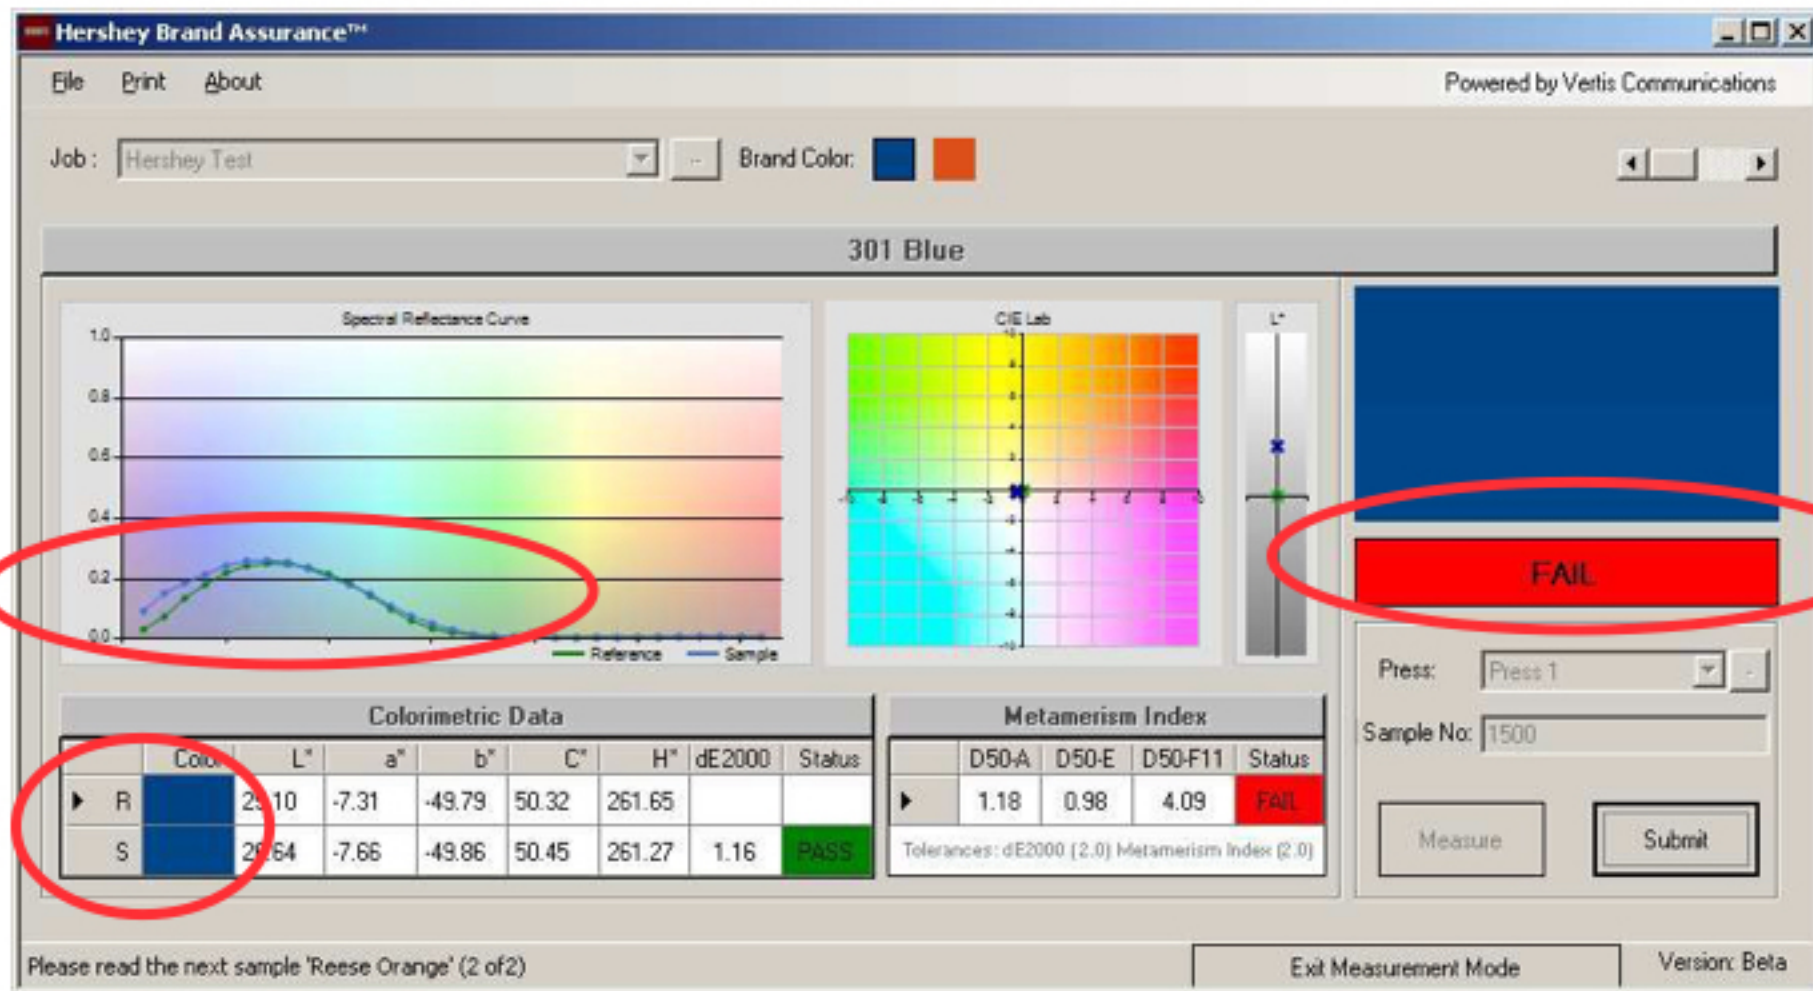 Hershey Brand Assurance™
File Print About
Powered by Vertis Communications
Job : Hershey Test
..
Brand Color:
301 Blue
Spectral Reflectance Curve
1.0
0.8
0.6
0.4
0.2
0.0
Reference Sample
CIE Lab
L*
FAIL
Press: Press 1
Sample No: 1500
Measure Submit
Colorimetric Data
Color L* a* b* C* H* dE2000 Status
R -7.31 -49.79 50.32 261.65
S -7.66 -49.86 50.45 261.27 1.16 PASS
Metamerism Index
D50-A D50-E D50-F11 Status
1.18 0.98 4.09 FAIL
Tolerances: dE2000 (2.0) Metamerism Index (2.0)
Please read the next sample 'Reese Orange' (2 of2)
Exit Measurement Mode
Version: Beta